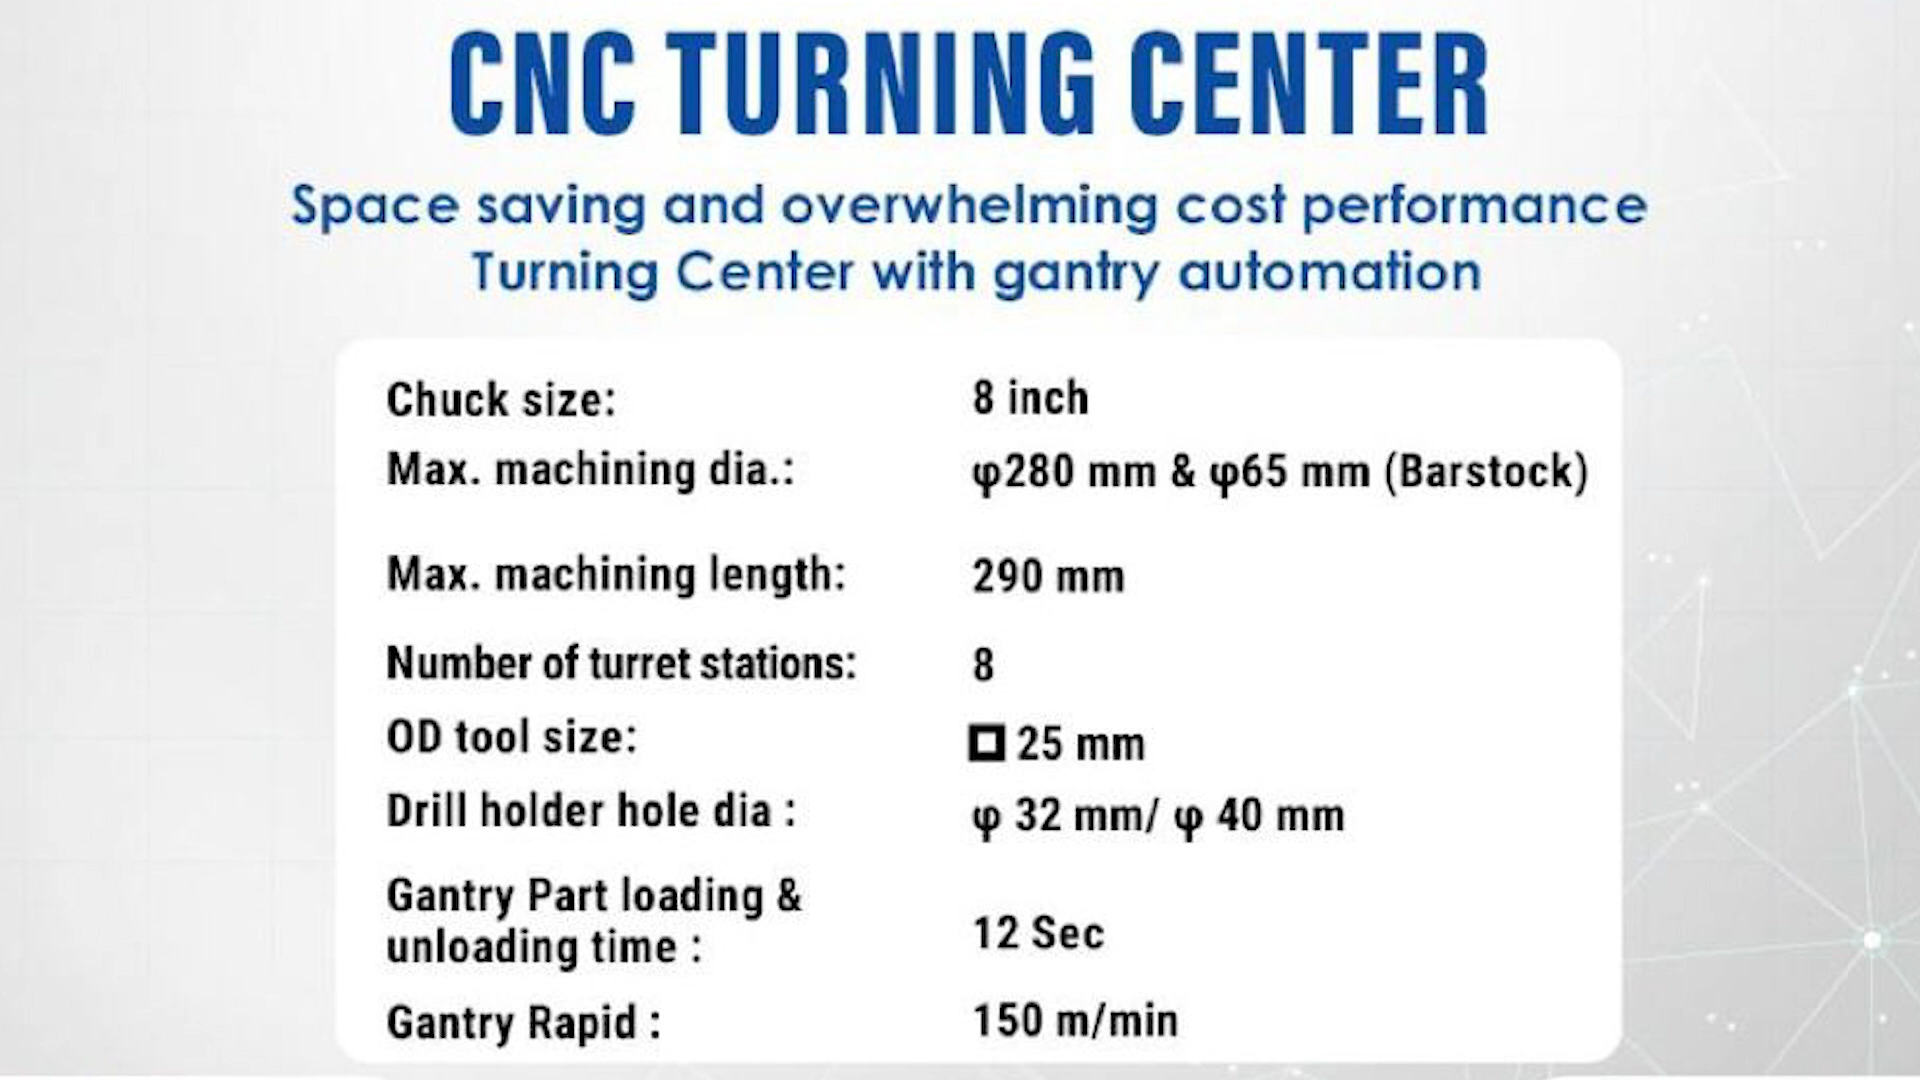 CNC TURNING CENTER
Space saving and overwhelming cost performance
Turning Center with gantry automation
Chuck size: 8 inch
Max. machining dia.: φ280 mm & φ65 mm (Barstock)
Max. machining length: 290 mm
Number of turret stations: 8
OD tool size: 25 mm
Drill holder hole dia : φ 32 mm/ φ 40 mm
Gantry Part loading &
unloading time : 12 Sec
Gantry Rapid : 150 m/min